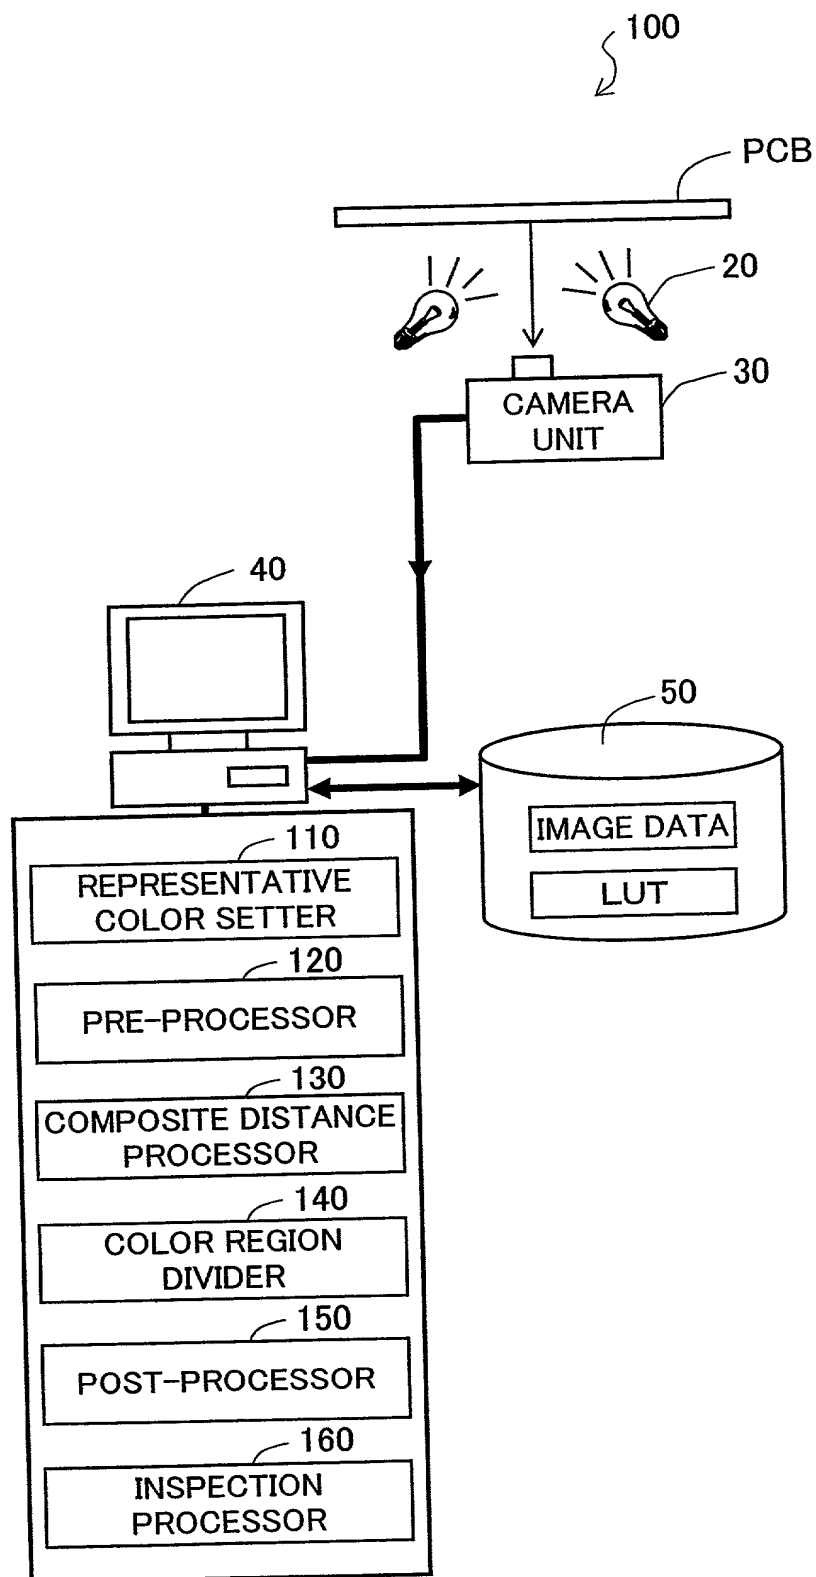 100
PCB
20
30
CAMERA
UNIT
40
50
IMAGE DATA
LUT
110
REPRESENTATIVE
COLOR SETTER
120
PRE-PROCESSOR
130
COMPOSITE DISTANCE
PROCESSOR
140
COLOR REGION
DIVIDER
150
POST-PROCESSOR
160
INSPECTION
PROCESSOR